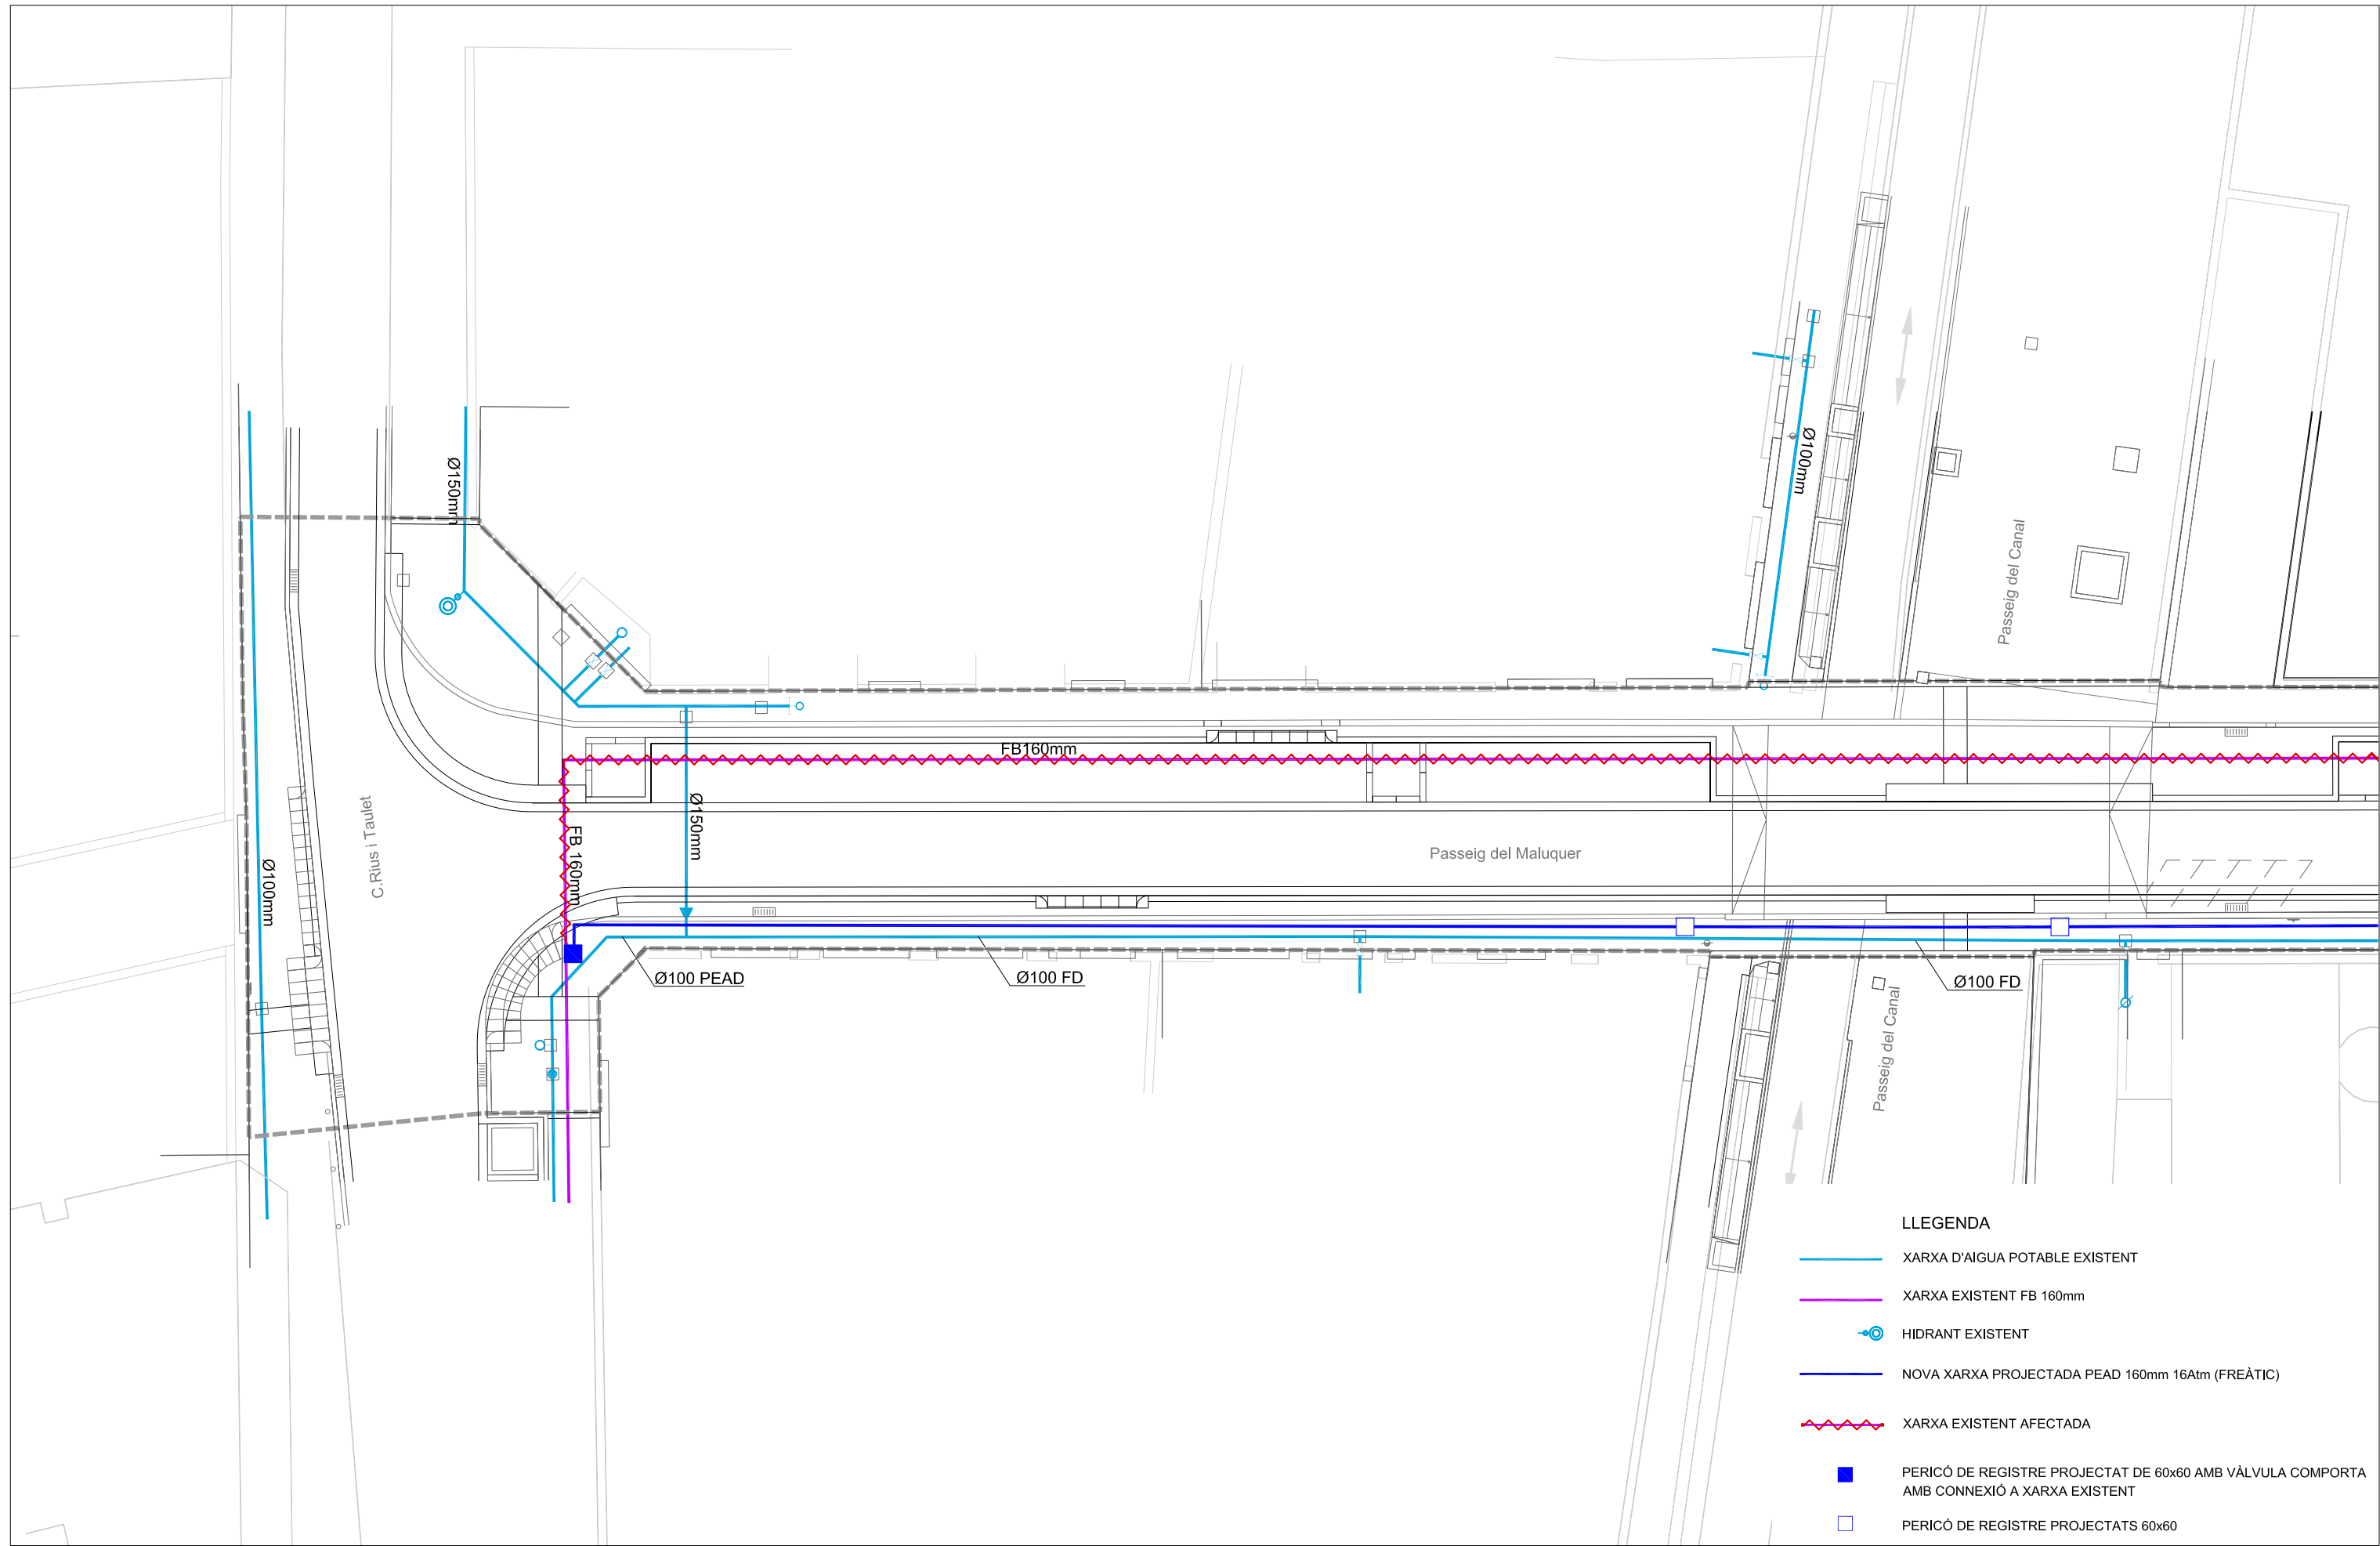 Ø150mm
Ø100mm
Passeig del Canal
FB160mm
C.Rius i Taulet
Ø150mm
FB 160mm
Ø100mm
Passeig del Maluquer
Ø100 PEAD
Ø100 FD
Ø100 FD
Passeig del Canal
LLEGENDA
XARXA D'AIGUA POTABLE EXISTENT
XARXA EXISTENT FB 160mm
HIDRANT EXISTENT
NOVA XARXA PROJECTADA PEAD 160mm 16Atm (FREÀTIC)
XARXA EXISTENT AFECTADA
PERICÓ DE REGISTRE PROJECTAT DE 60x60 AMB VÀLVULA COMPORTA
AMB CONNEXIÓ A XARXA EXISTENT
PERICÓ DE REGISTRE PROJECTATS 60x60